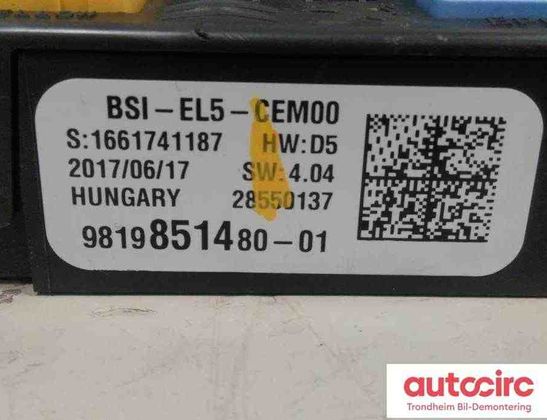 BSI-EL5-CEM00
S:1661741187 HW:D5
2017/06/17 SW:4.04
HUNGARY 28550137
9819851480-01
autocirc
Trondheim Bil-Demontering